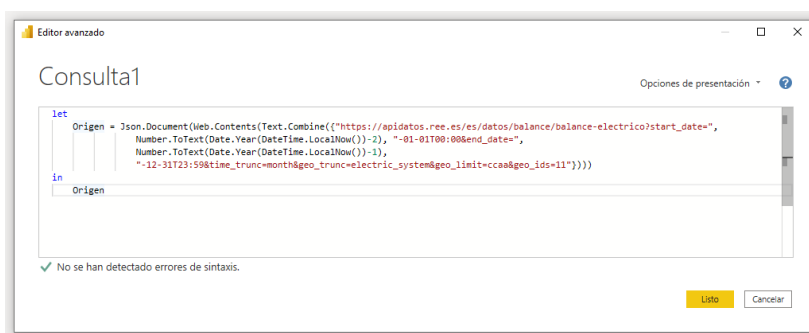 Editor avanzado
Consulta1
Opciones de presentación
?
let
Origen = Json.Document(Web.Contents(Text.Combine({"https://apidatos.ree.es/es/datos/balance/balance-electrico?start_date=",
Number.ToText(Date.Year(DateTime.LocalNow())-2), "-01-01T00:00&end_date=",
Number.ToText(Date.Year(DateTime.LocalNow())-1),
"-12-31T23:59&time_trunc=month&geo_trunc=electric_system&geo_limit=ccaa&geo_ids=11"})))
in
Origen
No se han detectado errores de sintaxis.
Listo Cancelar